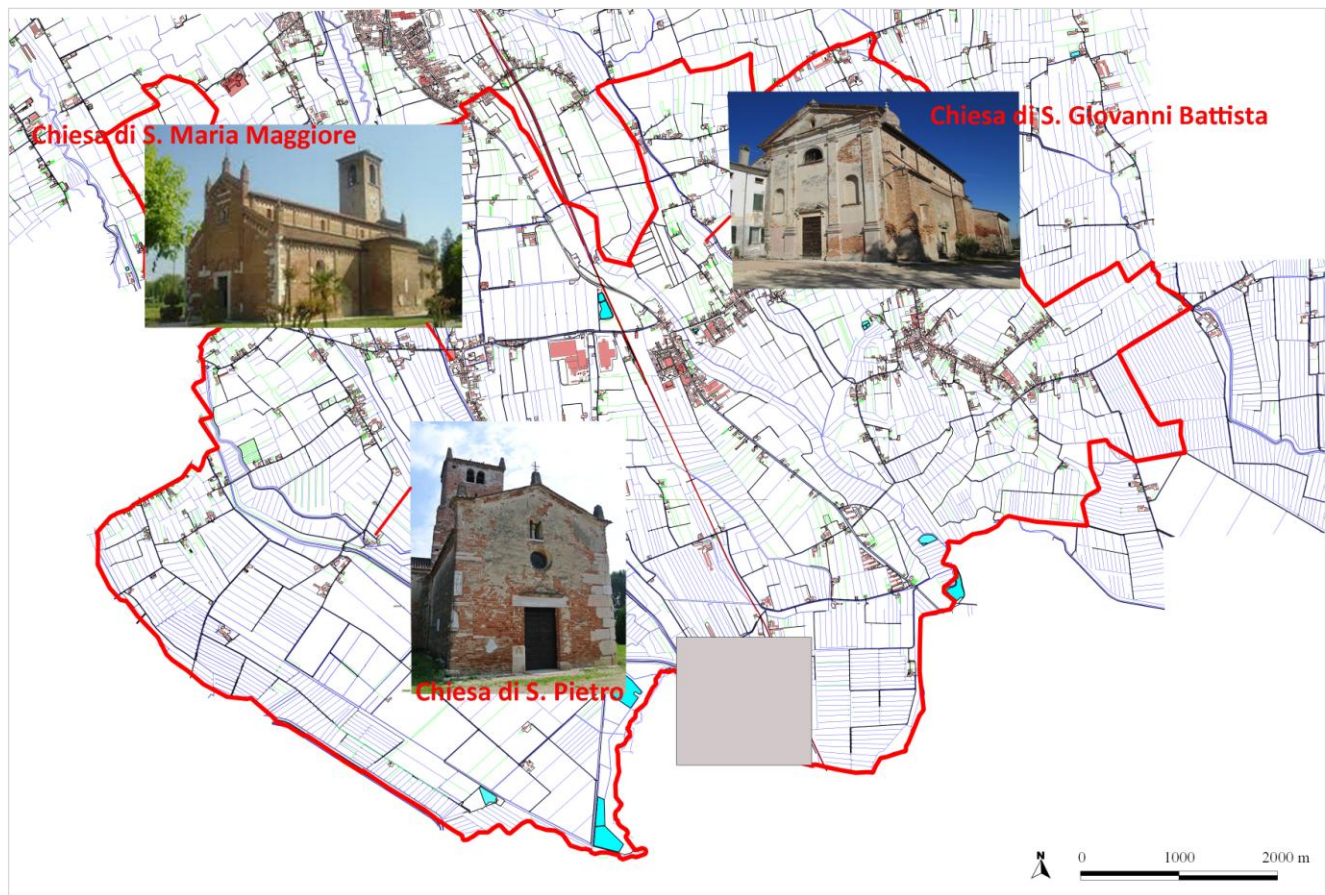 Chiesa di S. Maria Maggiore
Chiesa di S. Giovanni Battista
Chiesa di S. Pietro
N
0 1000 2000 m